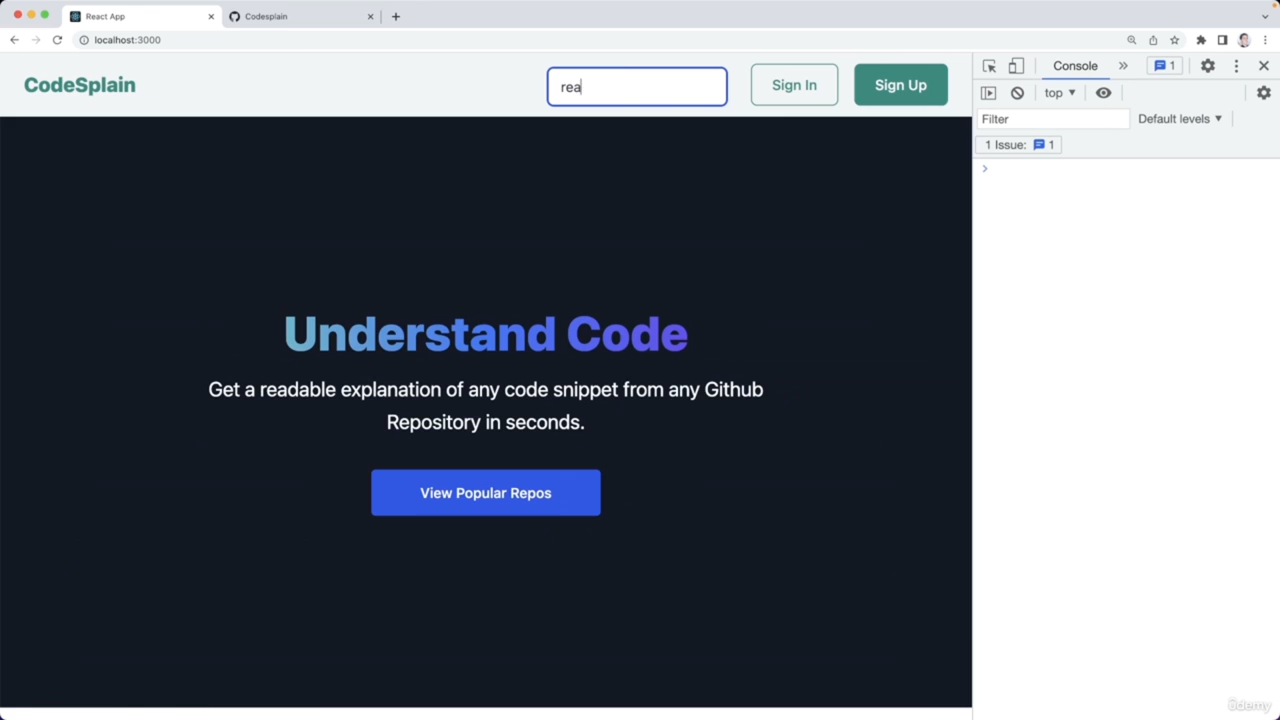 React App
Codesplain
localhost:3000
CodeSplain
rea
Sign In
Sign Up
Console
1
top
Filter
Default levels
1 Issue: 1
Understand Code
Get a readable explanation of any code snippet from any Github
Repository in seconds.
View Popular Repos
ûdemy